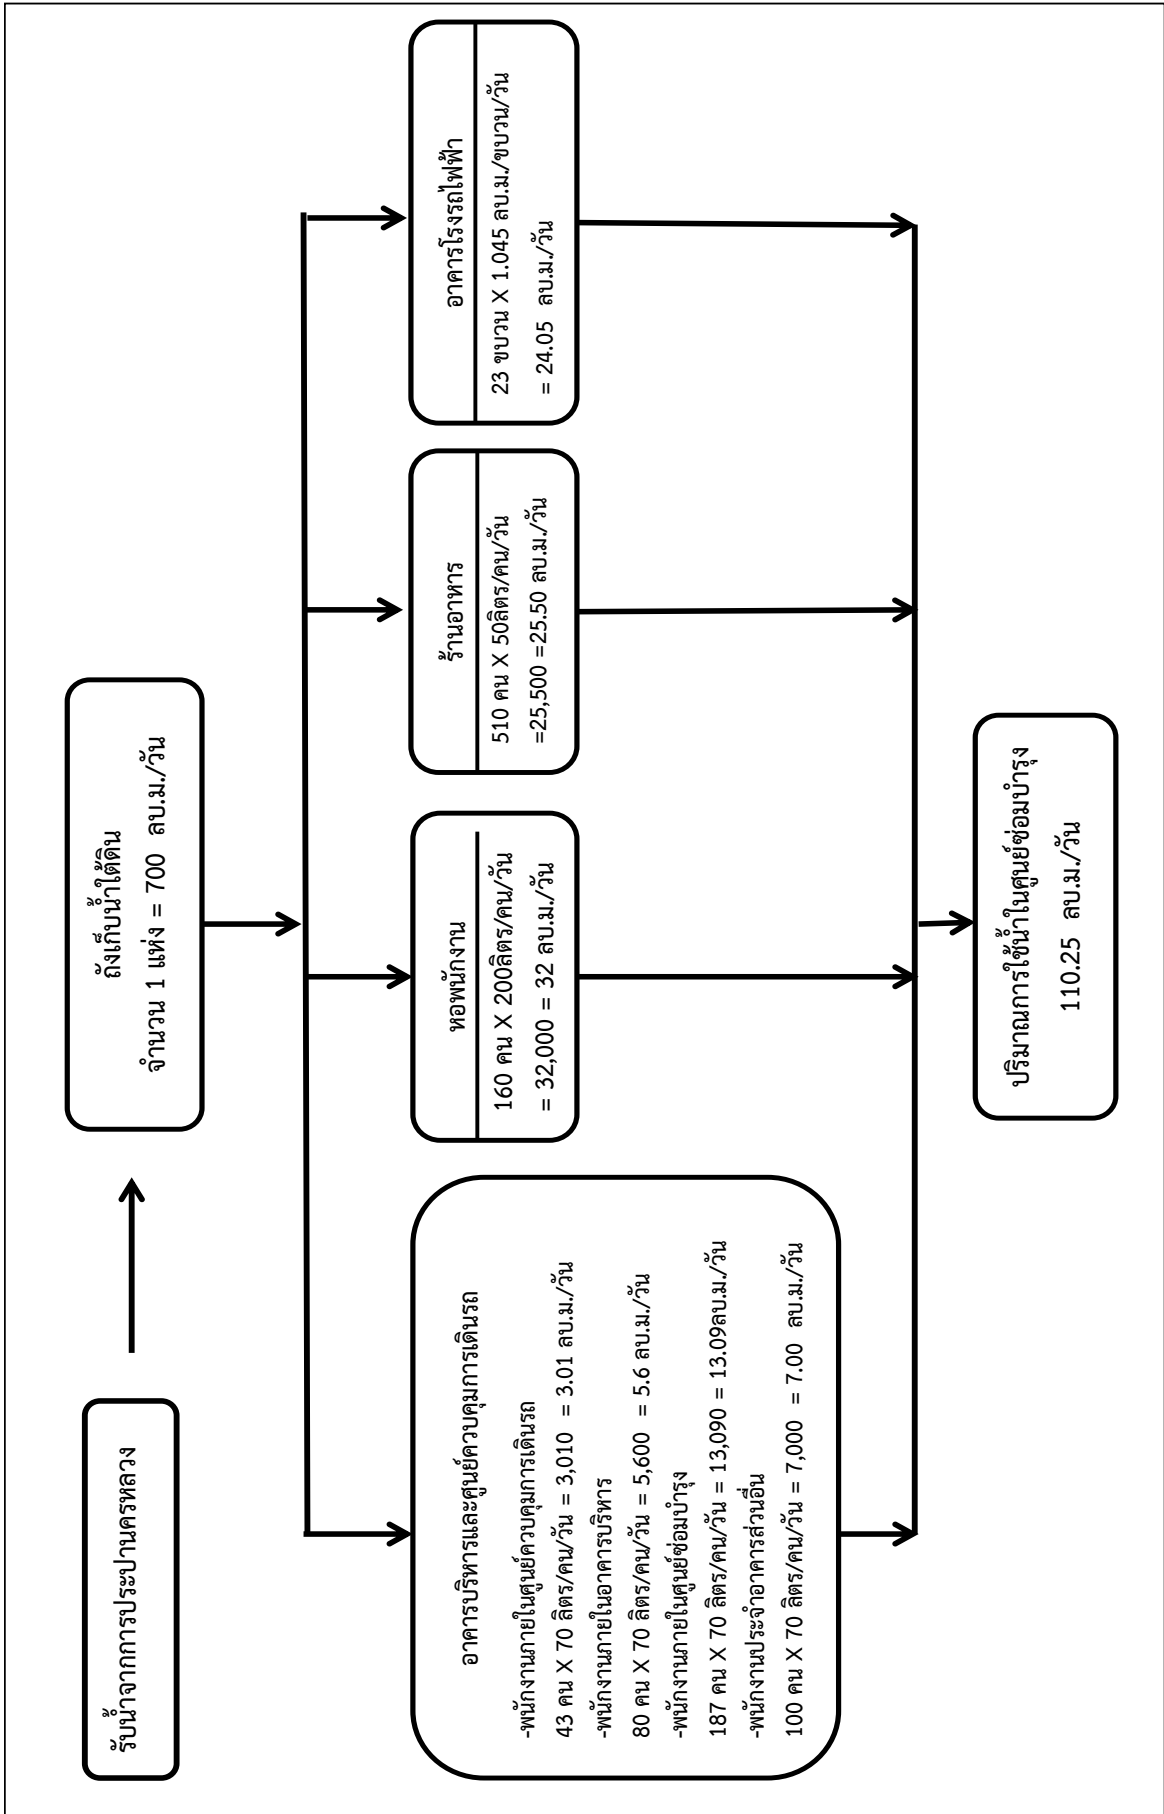 รับน้ำจากการประปานครหลวง
ถังเก็บน้ำใต้ดิน
จำนวน 1 แห่ง = 700 ลบ.ม./วัน
อาคารบริหารและศูนย์ควบคุมการเดินรถ
-พนักงานภายในศูนย์ควบคุมการเดินรถ
43 คน X 70 ลิตร/คน/วัน = 3,010 = 3.01 ลบ.ม./วัน
-พนักงานภายในอาคารบริหาร
80 คน X 70 ลิตร/คน/วัน = 5,600 = 5.6 ลบ.ม./วัน
-พนักงานภายในศูนย์ซ่อมบำรุง
187 คน X 70 ลิตร/คน/วัน = 13,090 = 13.09ลบ.ม./วัน
-พนักงานประจำอาคารส่วนอื่น
100 คน X 70 ลิตร/คน/วัน = 7,000 = 7.00 ลบ.ม./วัน
หอพนักงาน
160 คน X 200ลิตร/คน/วัน
= 32,000 = 32 ลบ.ม./วัน
ร้านอาหาร
510 คน X 50ลิตร/คน/วัน
=25,500 =25.50 ลบ.ม./วัน
อาคารโรงรถไฟฟ้า
23 ขบวน X 1.045 ลบ.ม./ขบวน/วัน
= 24.05 ลบ.ม./วัน
ปริมาณการใช้น้ำในศูนย์ซ่อมบำรุง
110.25 ลบ.ม./วัน